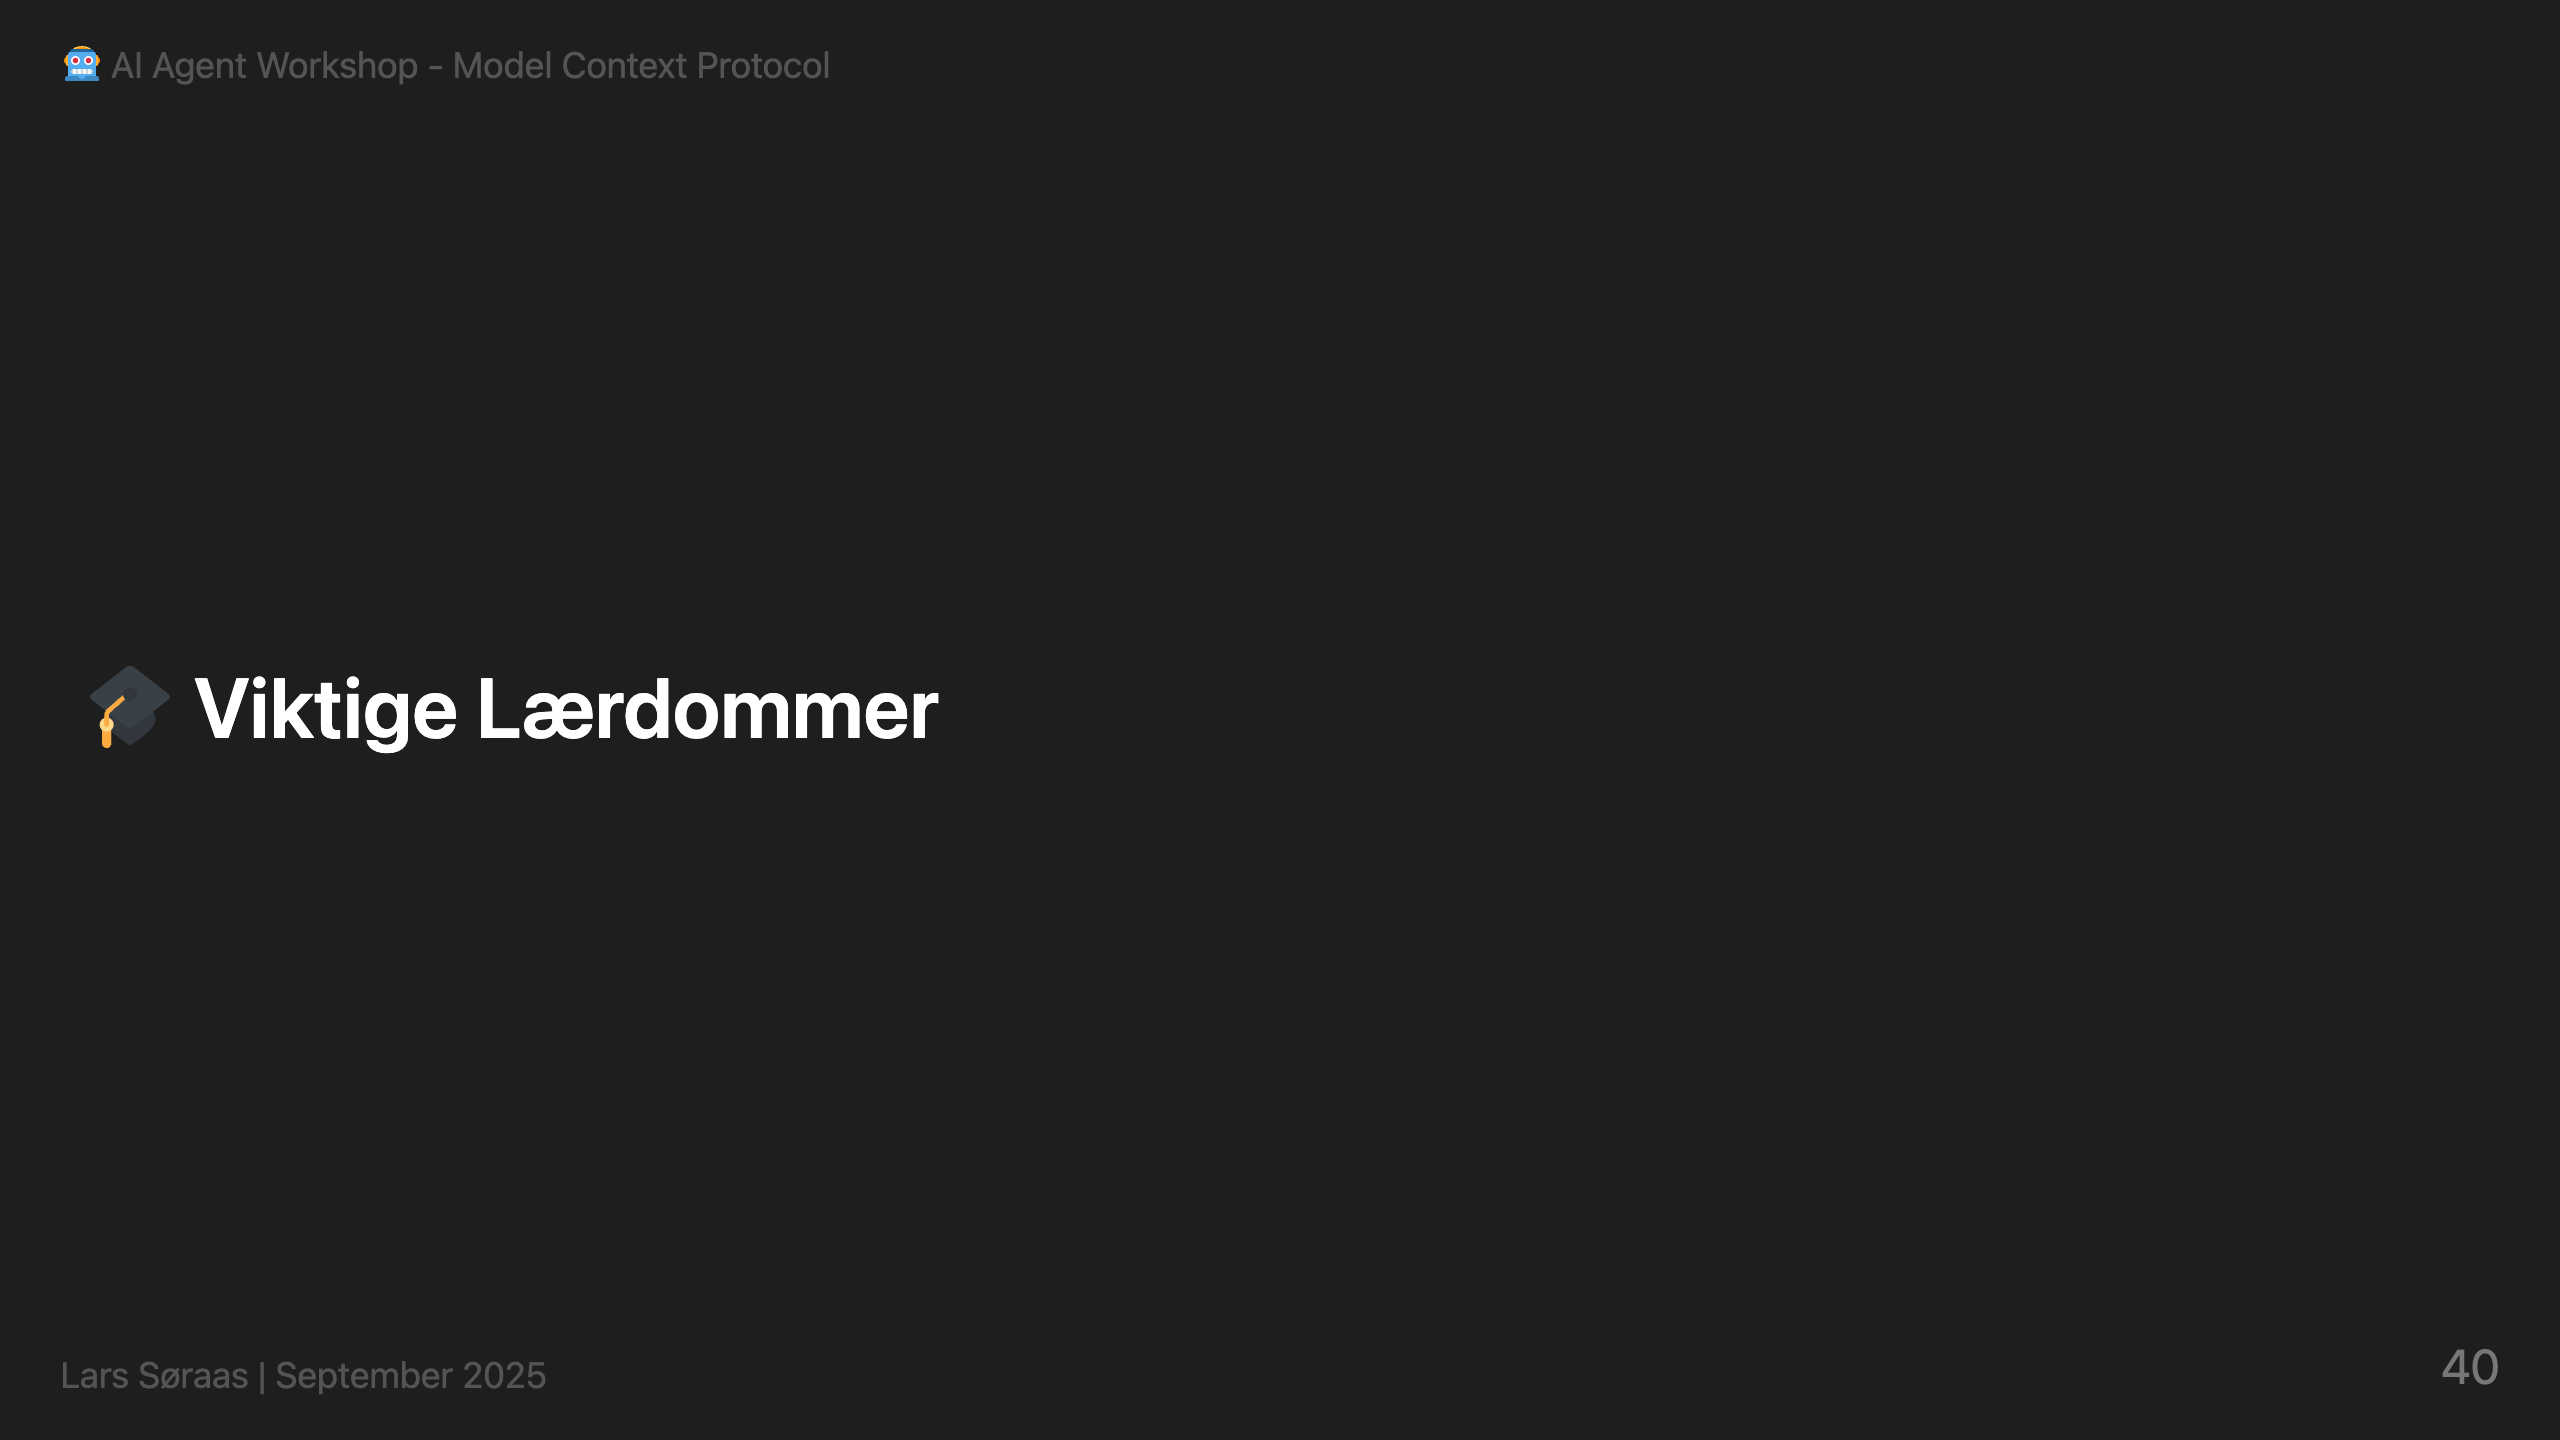 🤖 AI Agent Workshop - Model Context Protocol
🎓 Viktige Lærdommer
Lars Søraas | September 2025
40